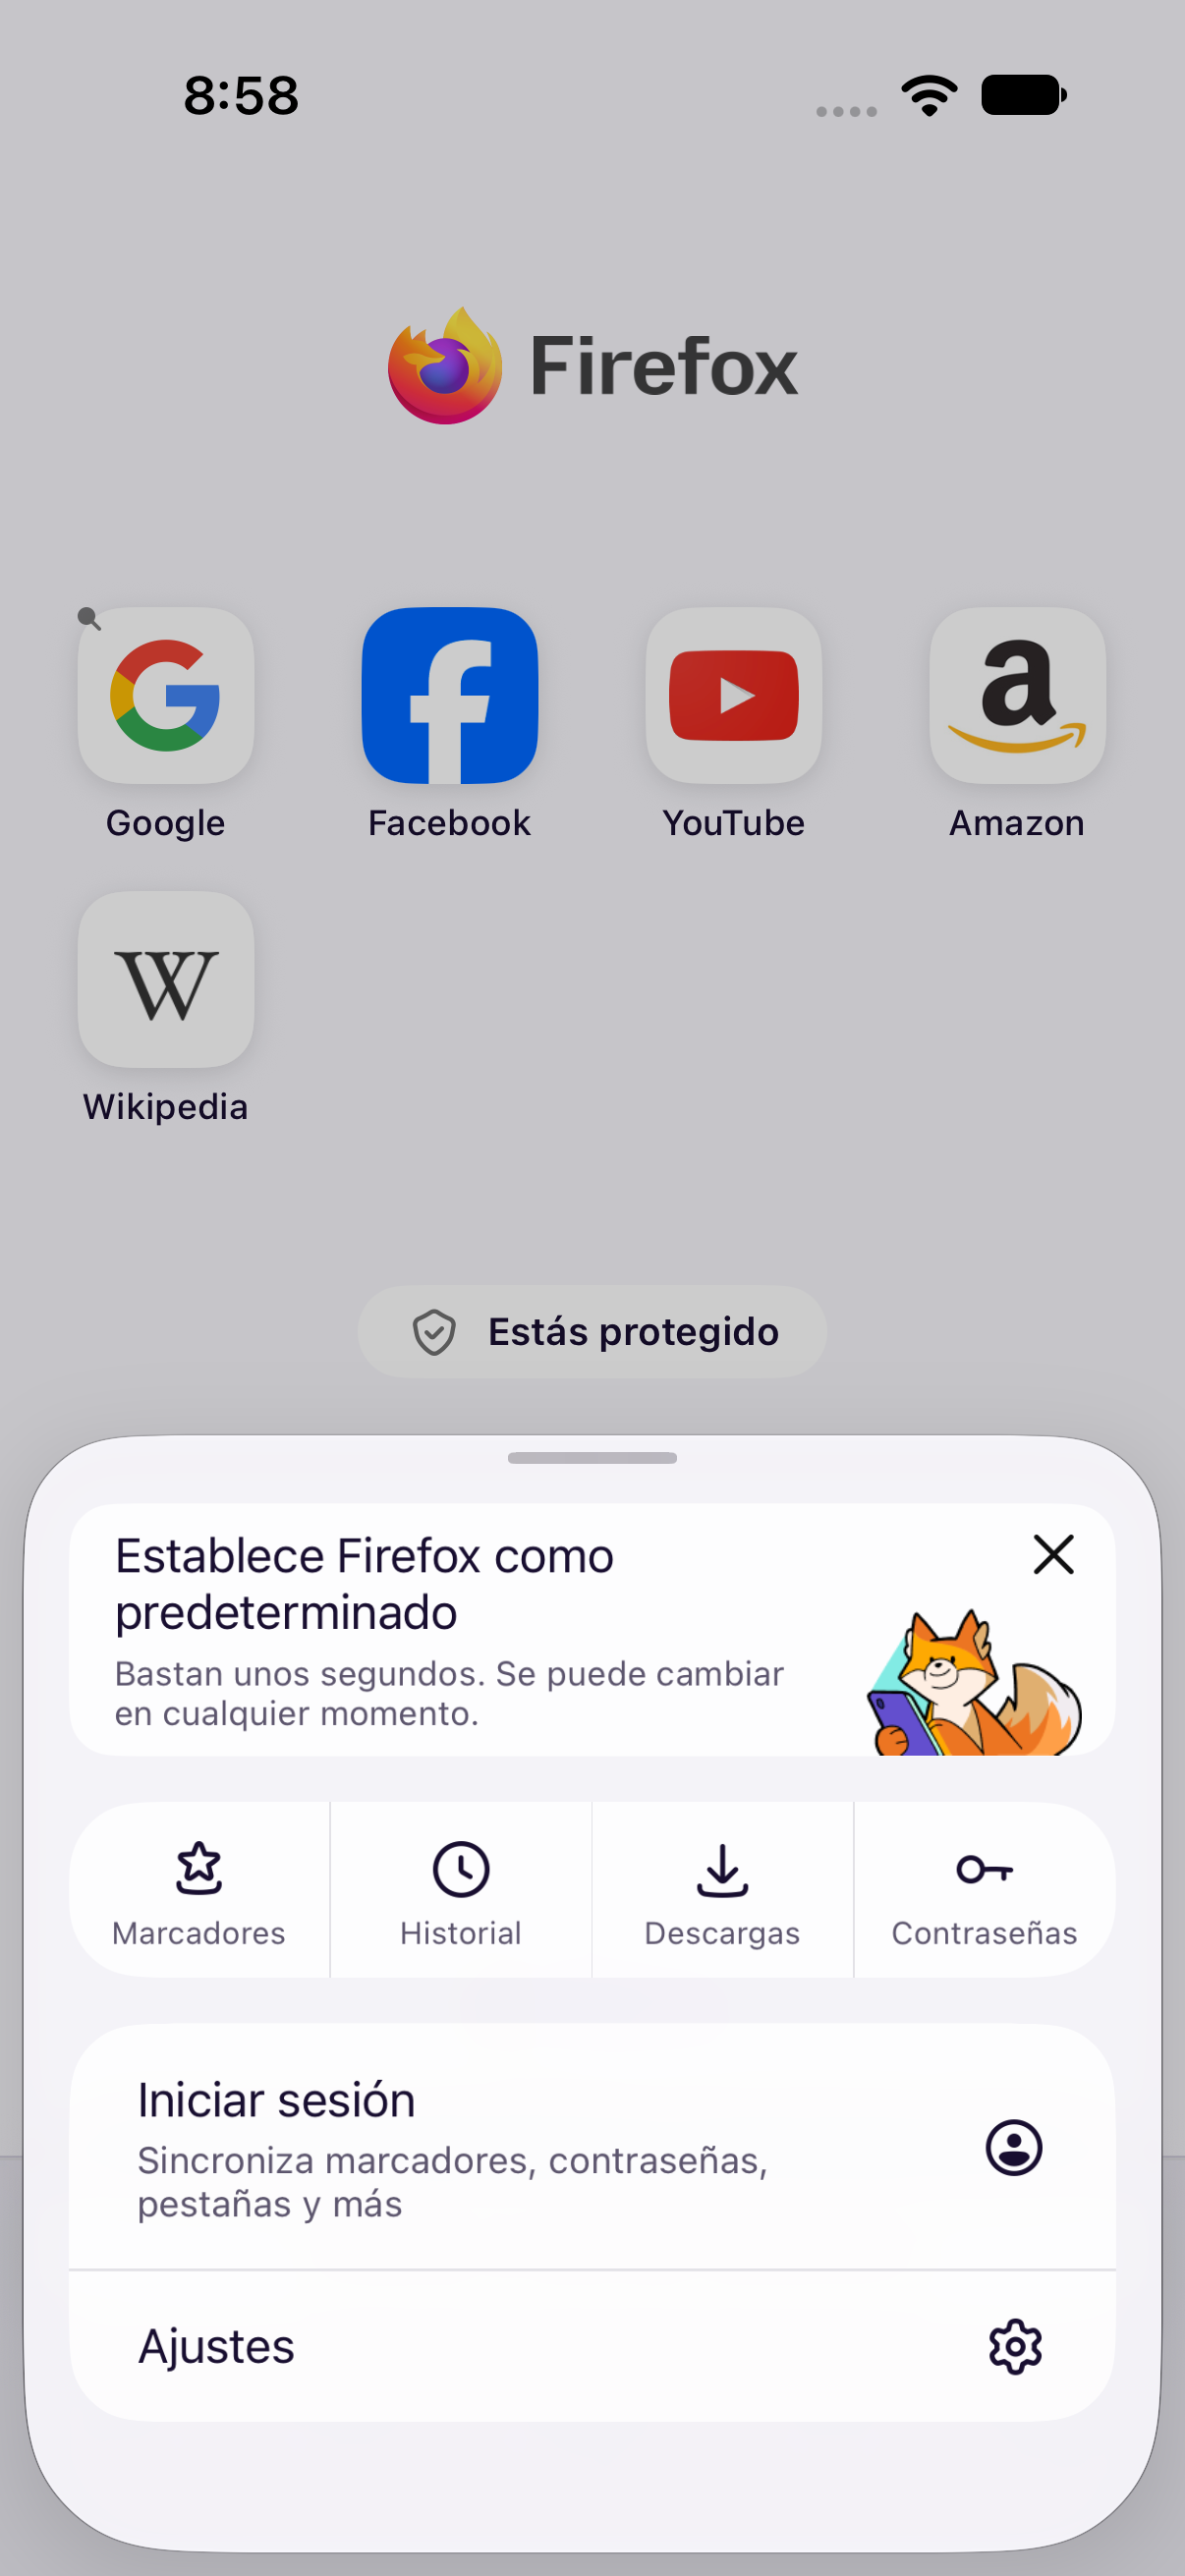 8:58
Firefox
Google
Facebook
YouTube
Amazon
Wikipedia
Estás protegido
Establece Firefox como
predeterminado
Bastan unos segundos. Se puede cambiar
en cualquier momento.
Marcadores
Historial
Descargas
Contraseñas
Iniciar sesión
Sincroniza marcadores, contraseñas,
pestañas y más
Ajustes